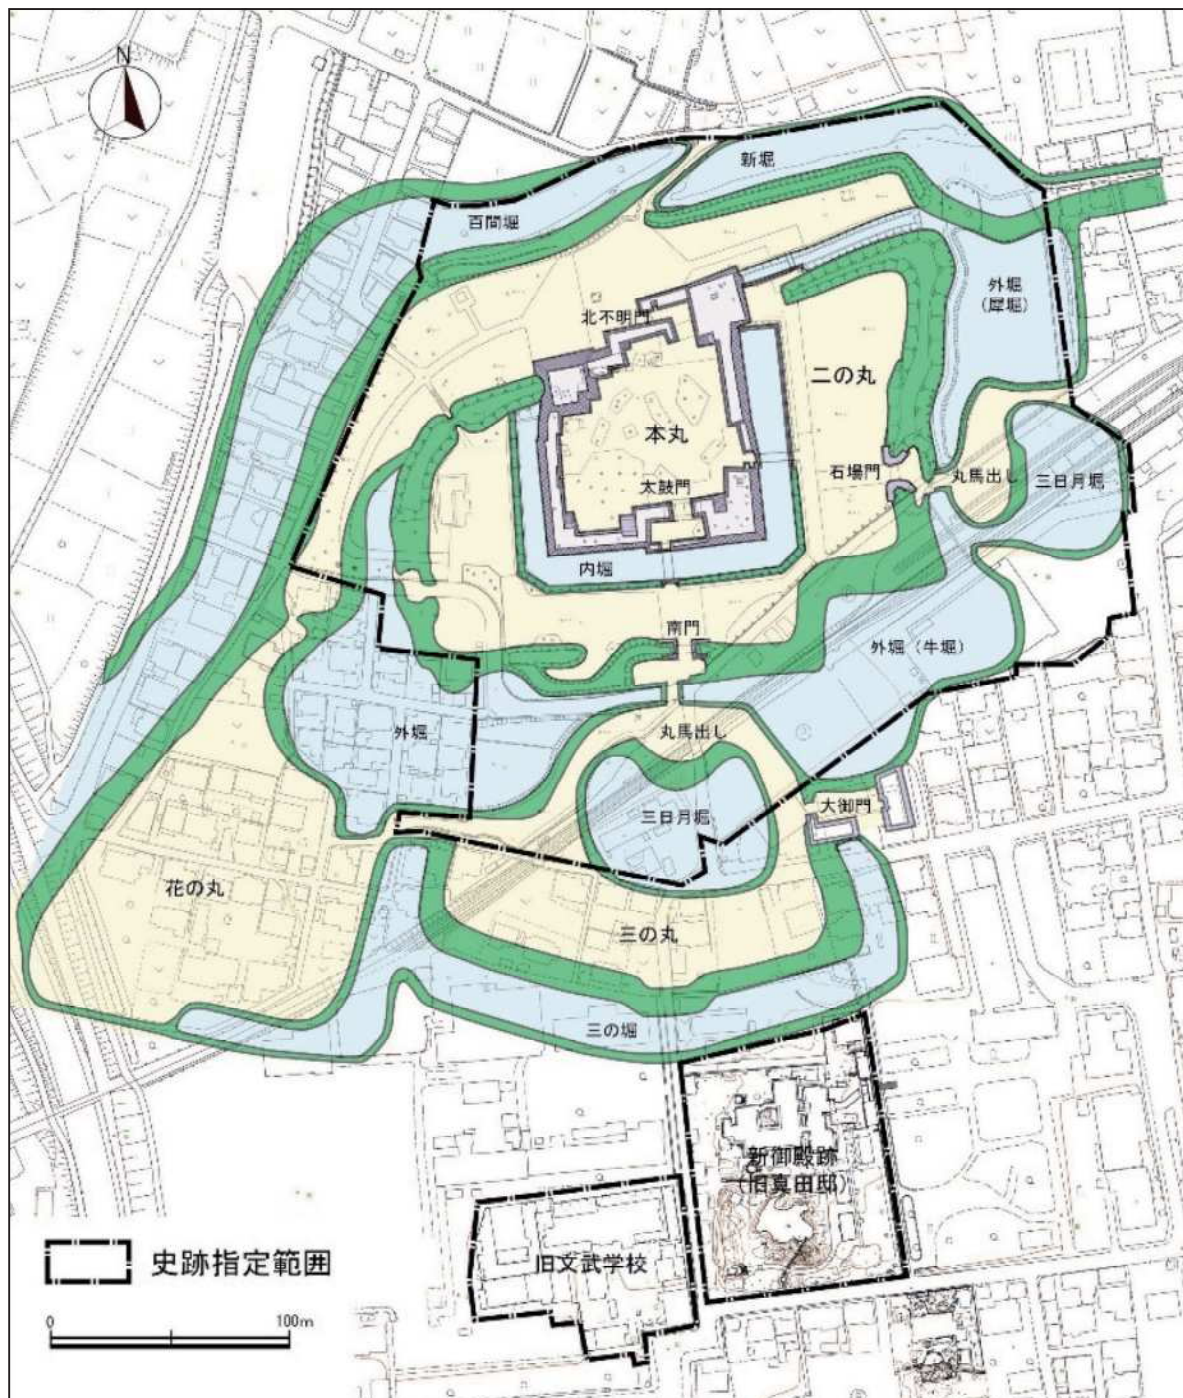 N
新堀
百間堀
外堀
(犀堀)
北不明門
二の丸
本丸
石場門
丸馬出し
三日月堀
太鼓門
内堀
南門
外堀(牛堀)
外堀
丸馬出し
大御門
三日月堀
花の丸
三の丸
三の堀
新御殿跡
(旧真田邸)
旧文武学校
史跡指定範囲
0
100m